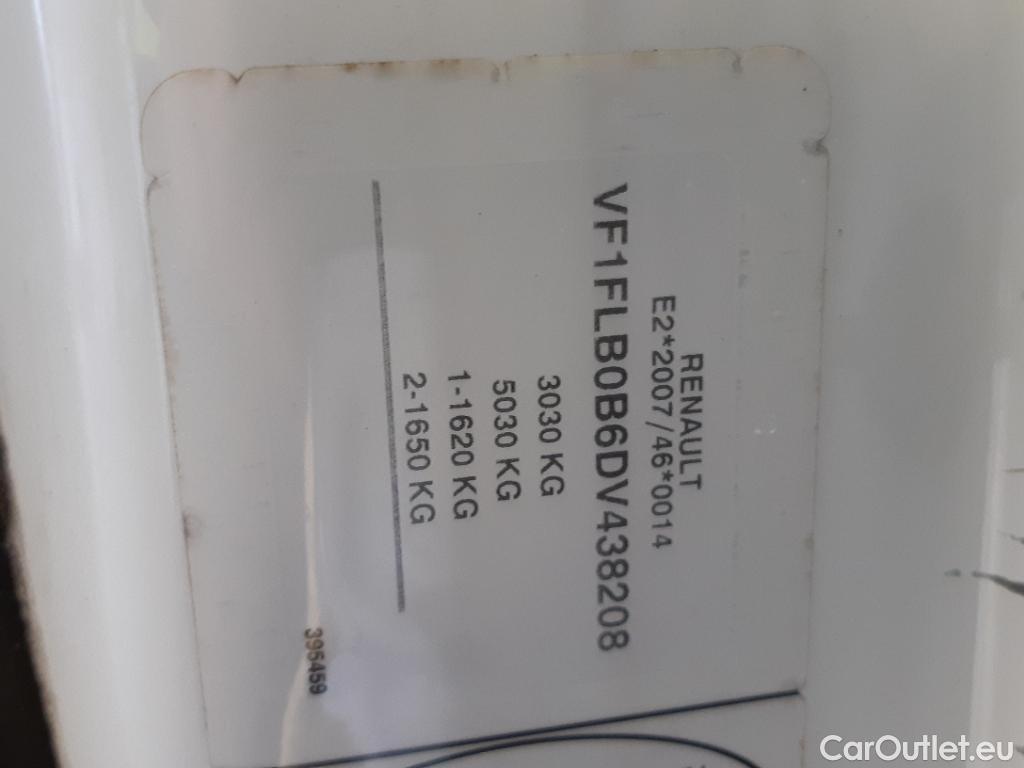 RENAULT
E2*2007/46*0014
VF1FLB0B6DV438208
3030 KG
5030 KG
1-1620 KG
2-1650 KG
395459
CarOutlet.eu